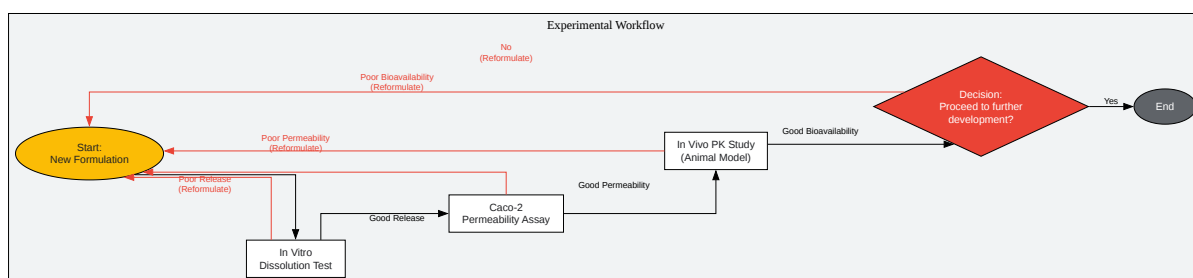 Experimental Workflow
No
(Reformulate)
Poor Bioavailability
(Reformulate)
Decision:
Proceed to further
development?
Yes
End
Start:
New Formulation
Poor Permeability
(Reformulate)
In Vivo PK Study
(Animal Model)
Good Bioavailability
Poor Release
(Reformulate)
Good Permeability
Caco-2
Permeability Assay
Good Release
In Vitro
Dissolution Test